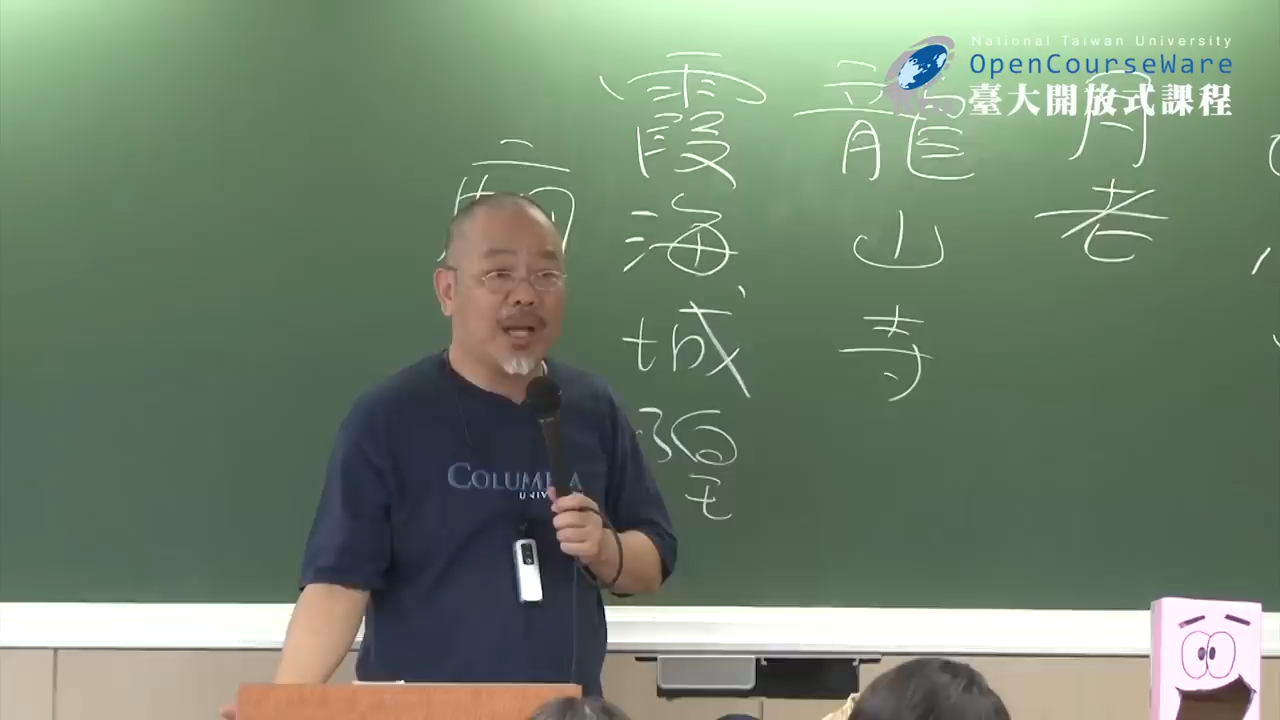 National Taiwan University
OpenCourseWare
臺大開放式課程
月老
龍山寺
霞海城隍
COLUMBIA